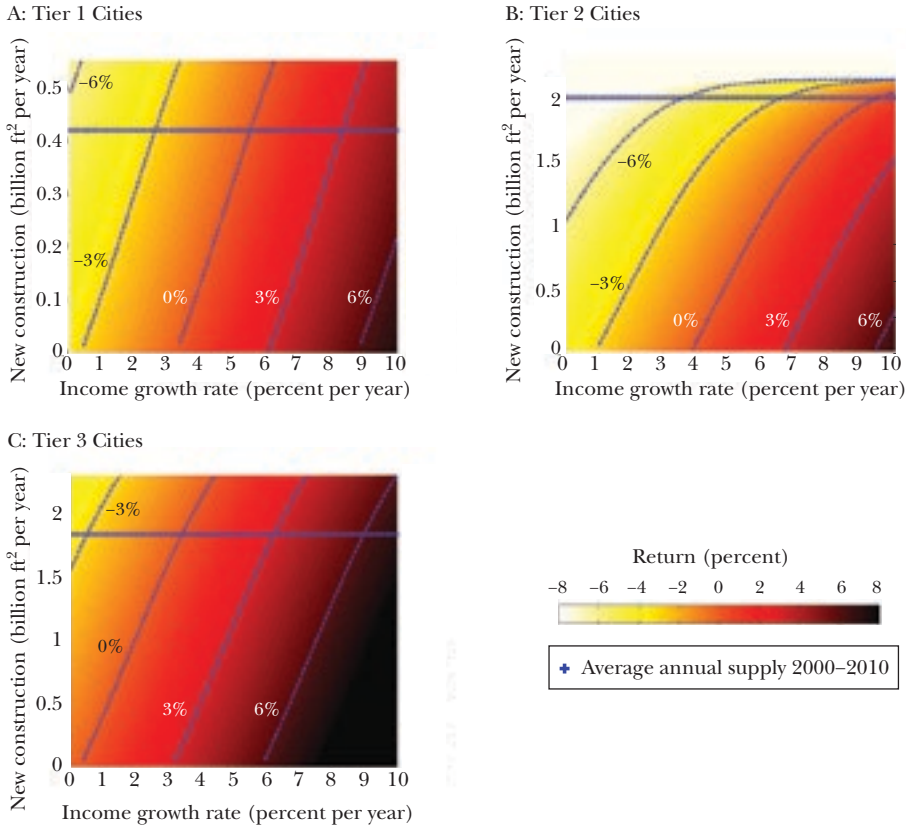 A: Tier 1 Cities
New construction (billion ft² per year)
0.5
0.4
0.3
0.2
0.1
0
−6%
−3%
0%
3%
6%
0 1 2 3 4 5 6 7 8 9 10
Income growth rate (percent per year)
B: Tier 2 Cities
New construction (billion ft² per year)
2
1.5
1
0.5
0
−6%
−3%
0%
3%
6%
0 1 2 3 4 5 6 7 8 9 10
Income growth rate (percent per year)
C: Tier 3 Cities
New construction (billion ft² per year)
2
1.5
1
0.5
0
−3%
0%
3%
6%
0 1 2 3 4 5 6 7 8 9 10
Income growth rate (percent per year)
Return (percent)
−8 −6 −4 −2 0 2 4 6 8
Average annual supply 2000–2010